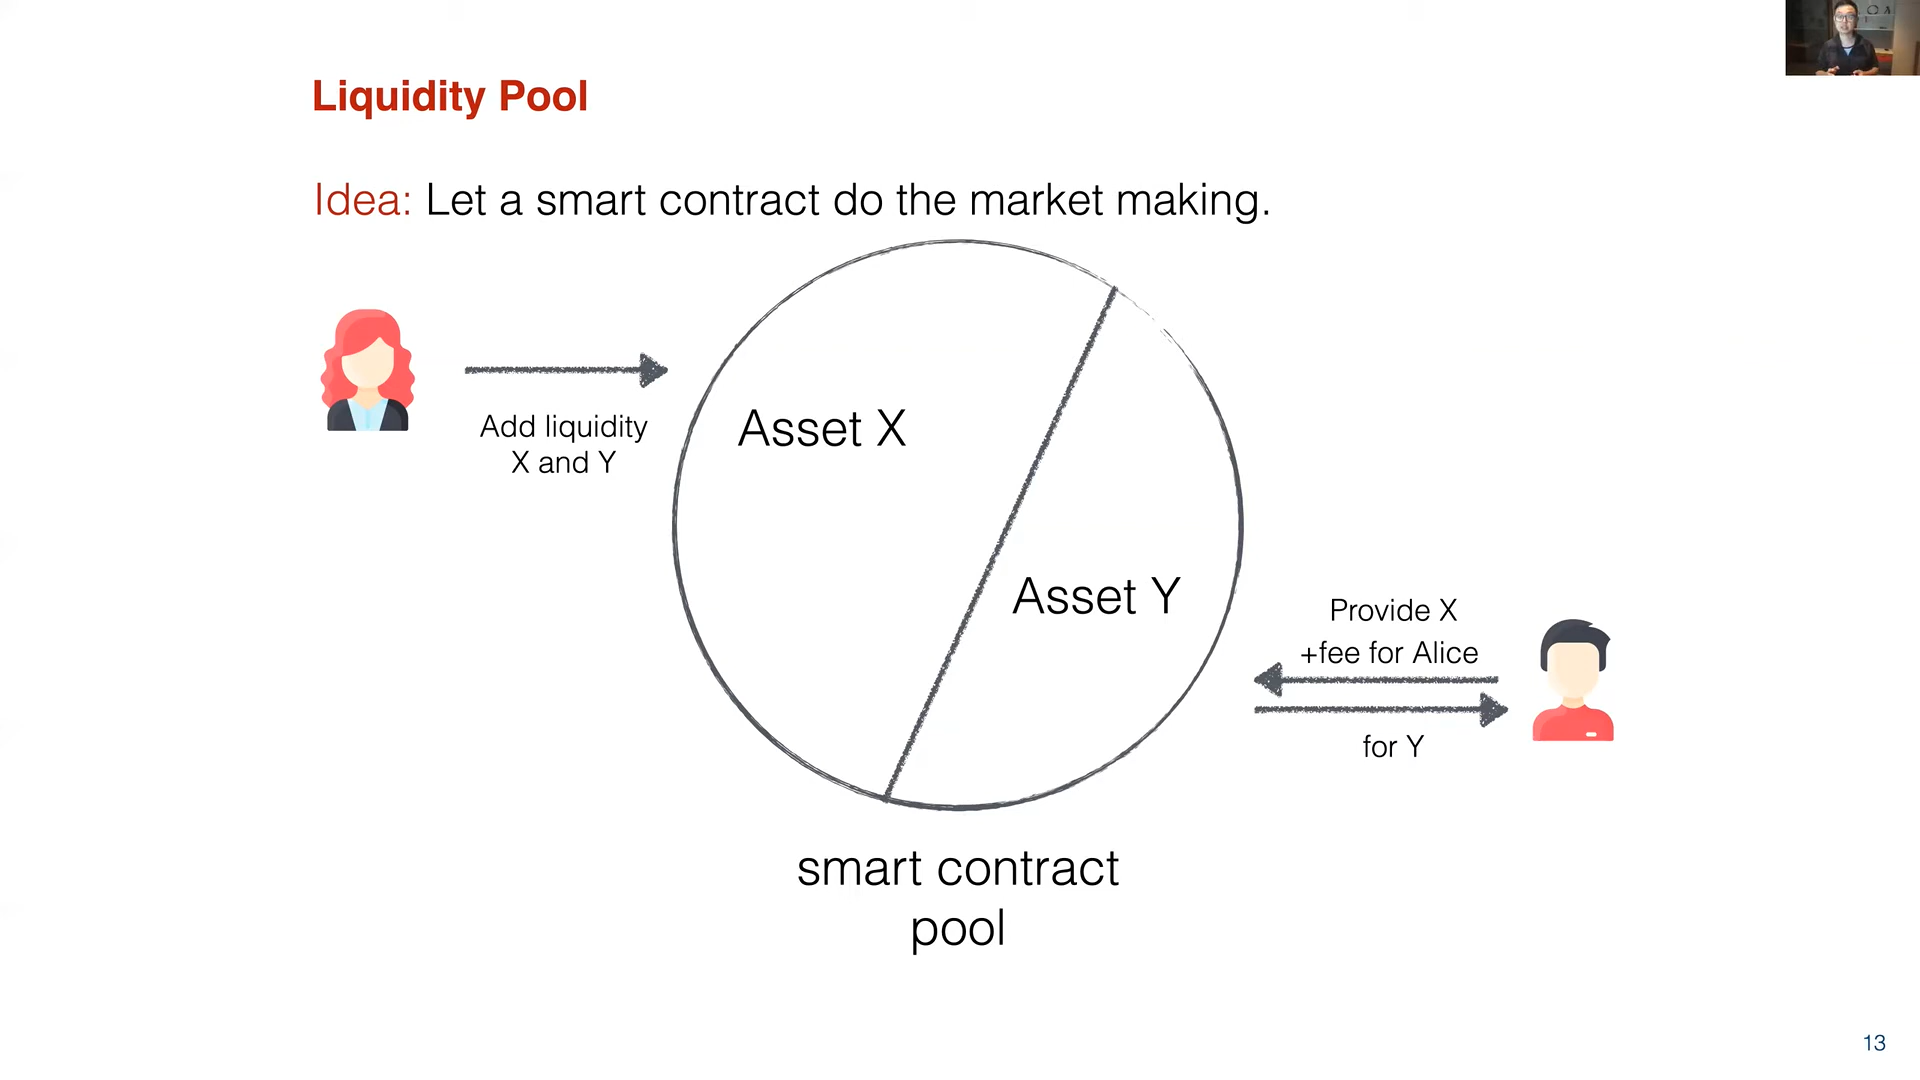 Liquidity Pool
Idea: Let a smart contract do the market making.
Add liquidity
X and Y
Asset X
Asset Y
Provide X
+fee for Alice
for Y
smart contract
pool
13